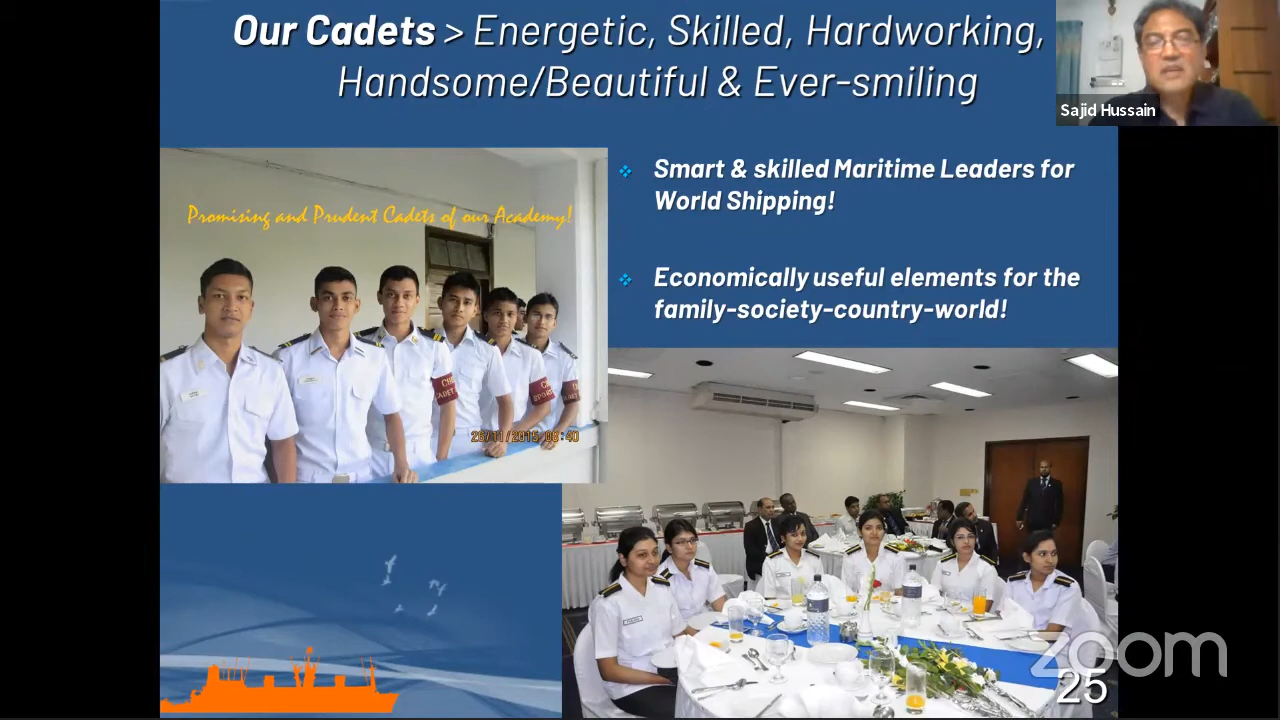 Our Cadets > Energetic, Skilled, Hardworking,
Handsome/Beautiful & Ever-smiling
Sajid Hussain
Promising and Prudent Cadets of our Academy!
❖ Smart & skilled Maritime Leaders for
World Shipping!
❖ Economically useful elements for the
family-society-country-world!
26/11/2015 08:40
zoom
25